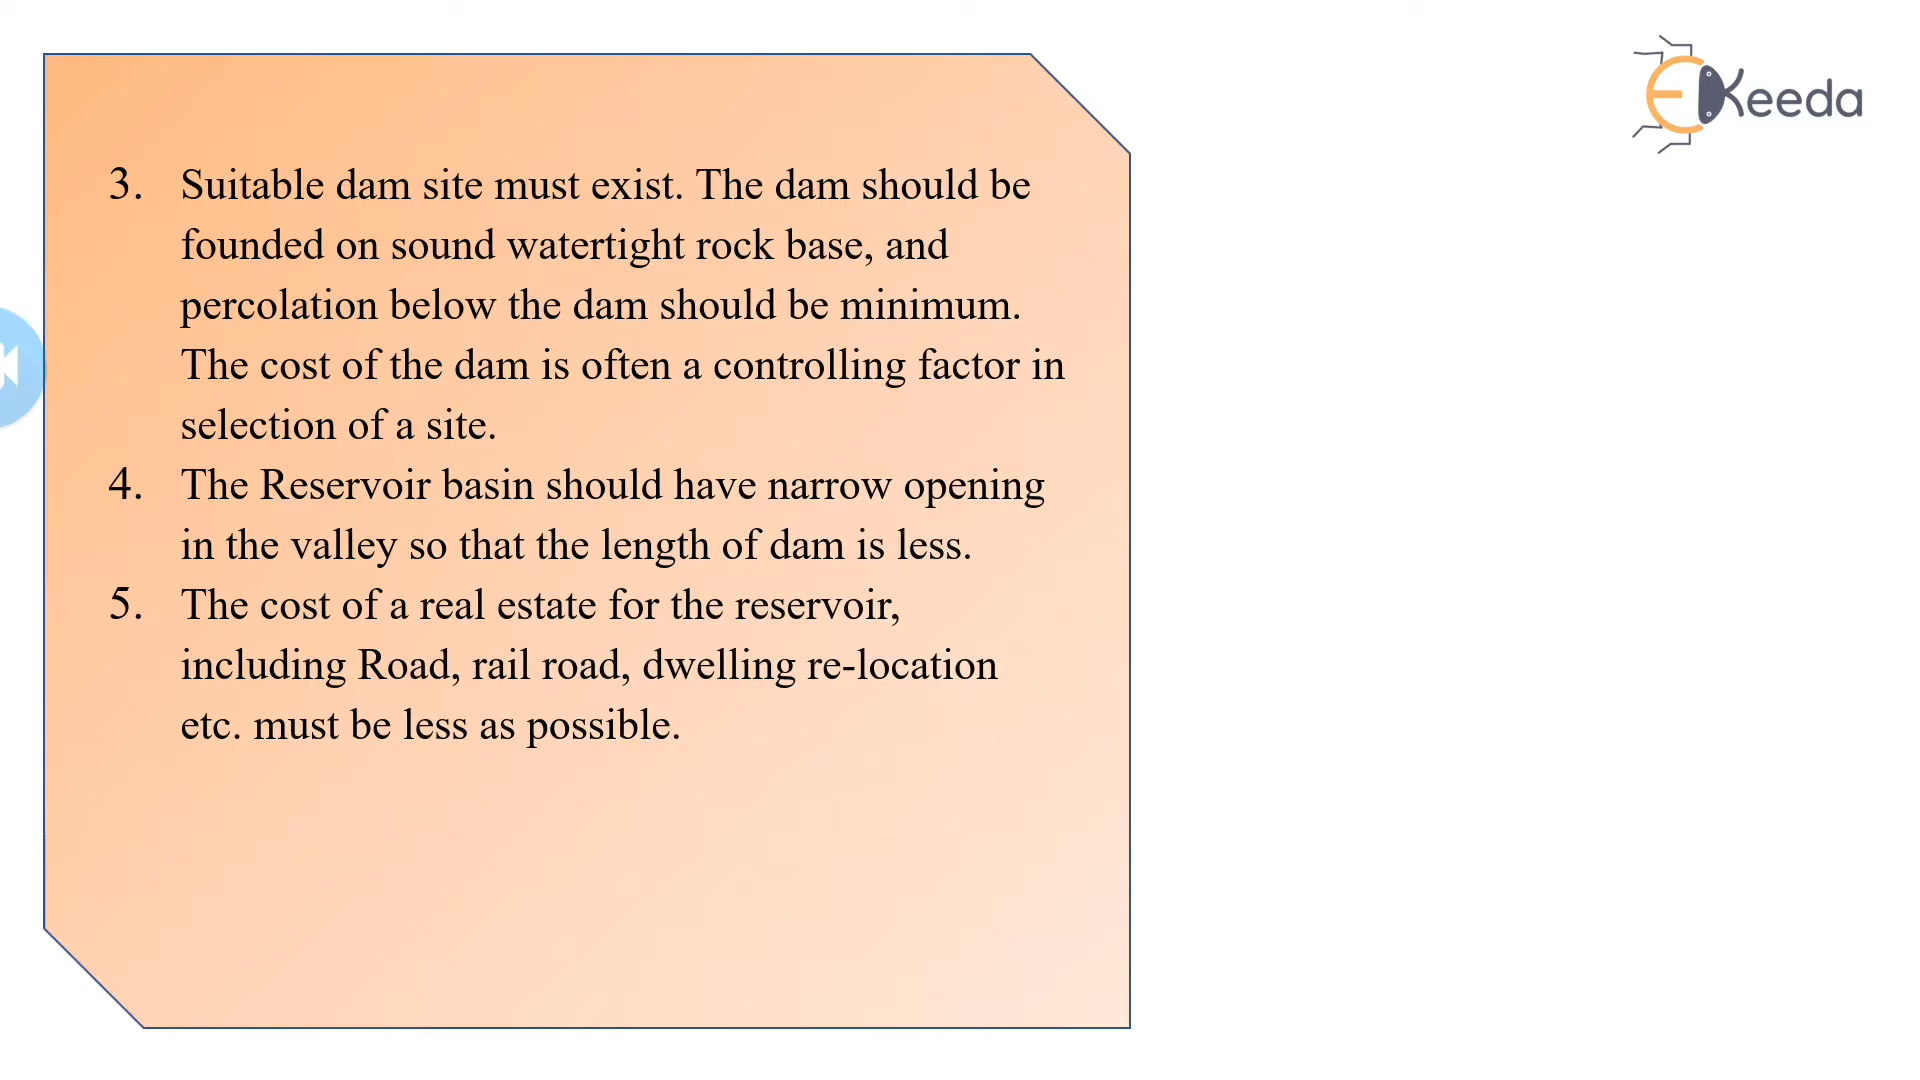 EKeeda
3. Suitable dam site must exist. The dam should be
founded on sound watertight rock base, and
percolation below the dam should be minimum.
The cost of the dam is often a controlling factor in
selection of a site.
4. The Reservoir basin should have narrow opening
in the valley so that the length of dam is less.
5. The cost of a real estate for the reservoir,
including Road, rail road, dwelling re-location
etc. must be less as possible.